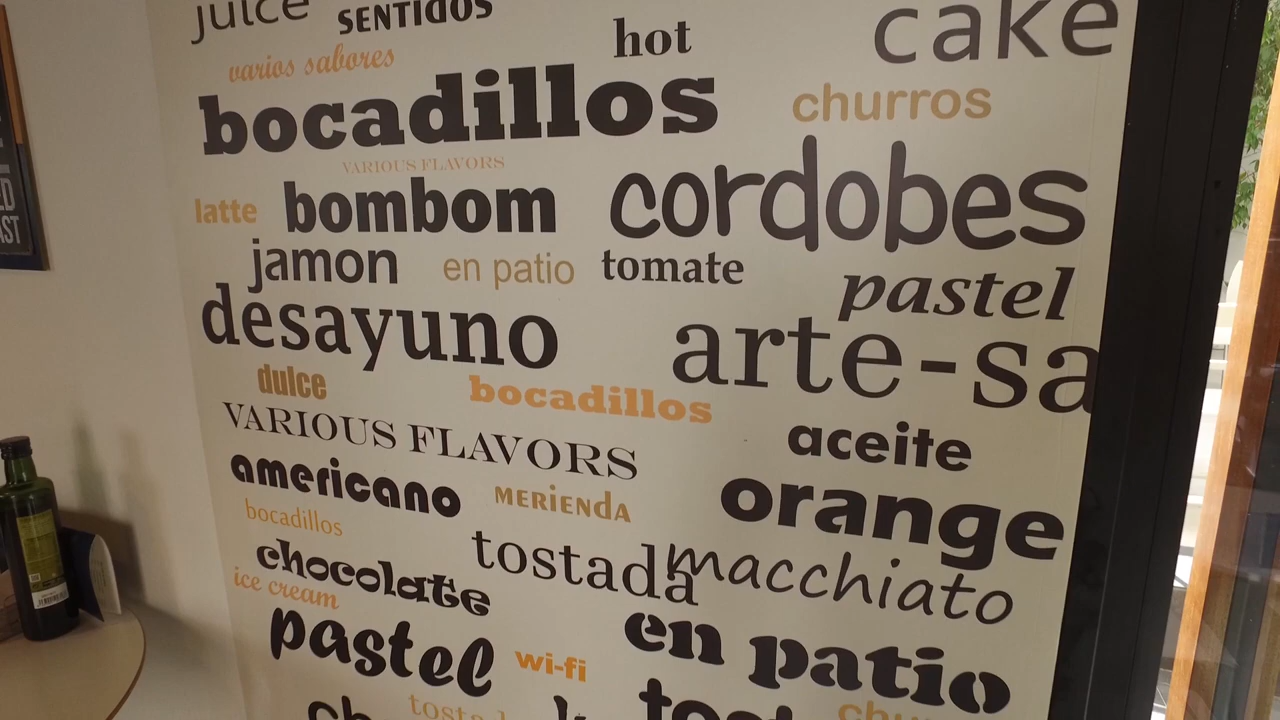 juice SENTIDOS
hot
cake
varios sabores
bocadillos
churros
VARIOUS FLAVORS
latte bombom cordobes
jamon en patio tomate
pastel
desayuno
arte-sa
dulce
bocadillos
VARIOUS FLAVORS
aceite
americano
MERIENDA
orange
bocadillos
tostada
macchiato
chocolate
ice cream
en patio
pastel
wi-fi